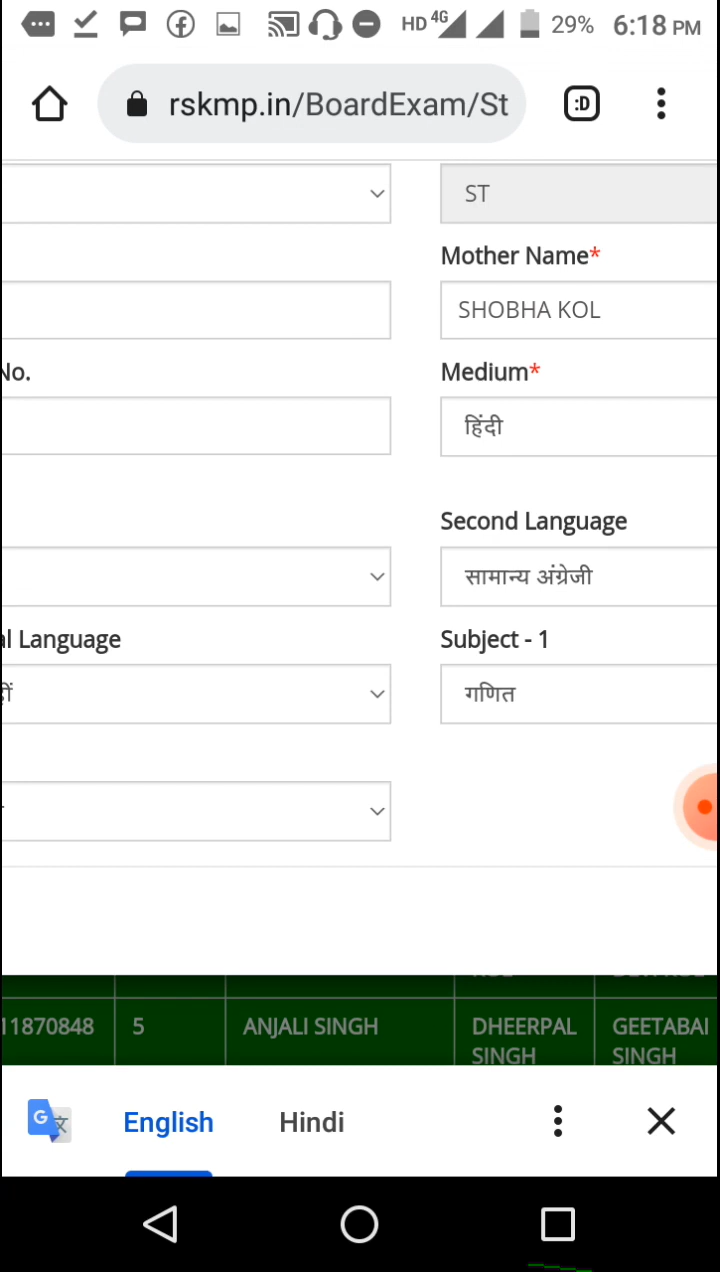 HD 4G 29% 6:18 PM
rskmp.in/BoardExam/St :D
ST
Mother Name*
SHOBHA KOL
No.
Medium*
हिंदी
Second Language
सामान्य अंग्रेजी
al Language
Subject - 1
गणित
11870848 5 ANJALI SINGH DHEERPAL GEETABAI
SINGH SINGH
English Hindi